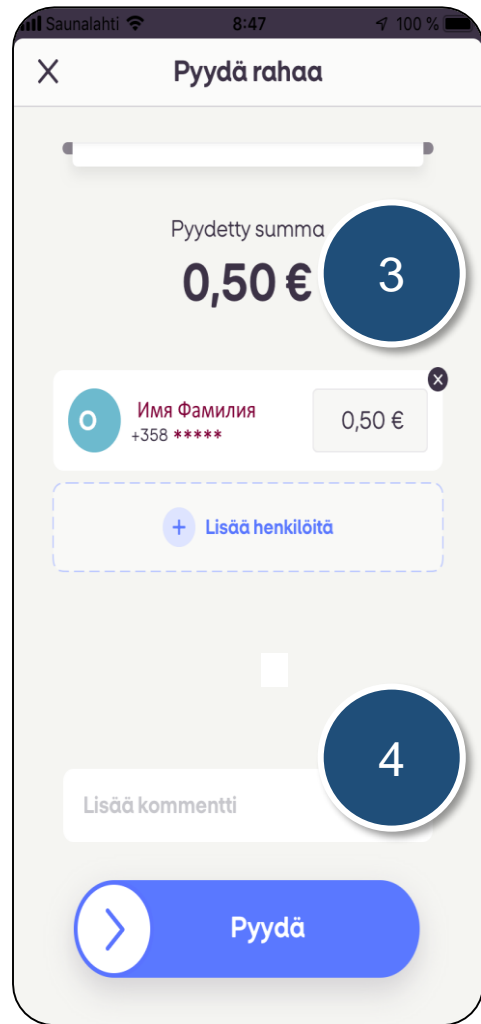 Saunalahti 8:47 100 %
Pyydä rahaa
Pyydetty summa
0,50 €
3
O
Имя Фамилия
+358 *****
0,50 €
+ Lisää henkilöitä
4
Lisää kommentti
Pyydä